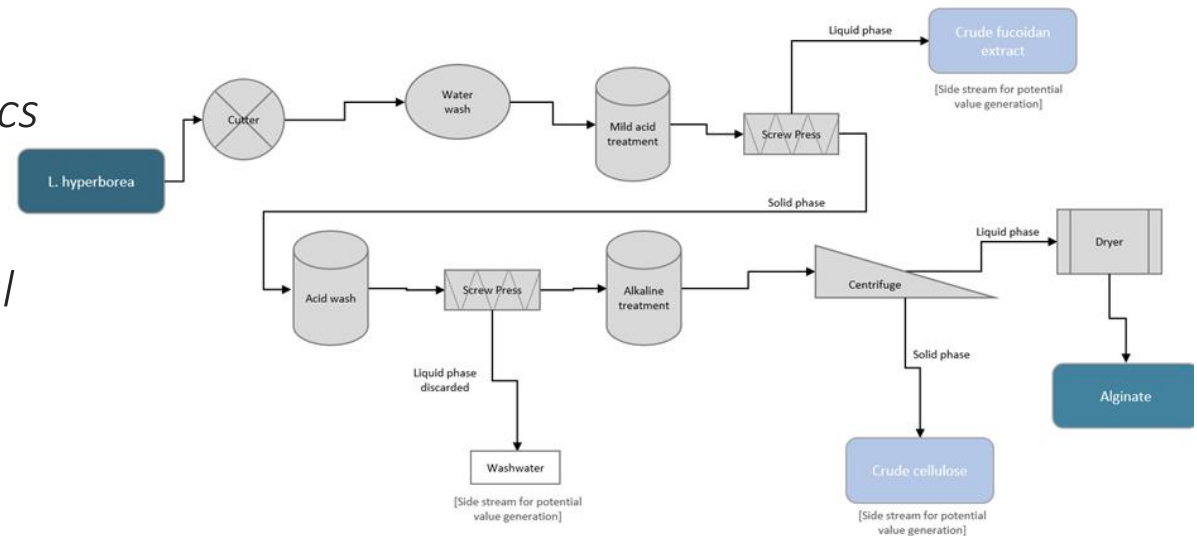 cs
l
L. hyperborea
Cutter
Water
wash
Mild acid
treatment
Screw Press
Liquid phase
Crude fucoidan
extract
[Side stream for potential
value generation]
Solid phase
Acid wash
Screw Press
Liquid phase
discarded
Washwater
[Side stream for potential
value generation]
Alkaline
treatment
Centrifuge
Liquid phase
Dryer
Alginate
Solid phase
Crude cellulose
[Side stream for potential
value generation]